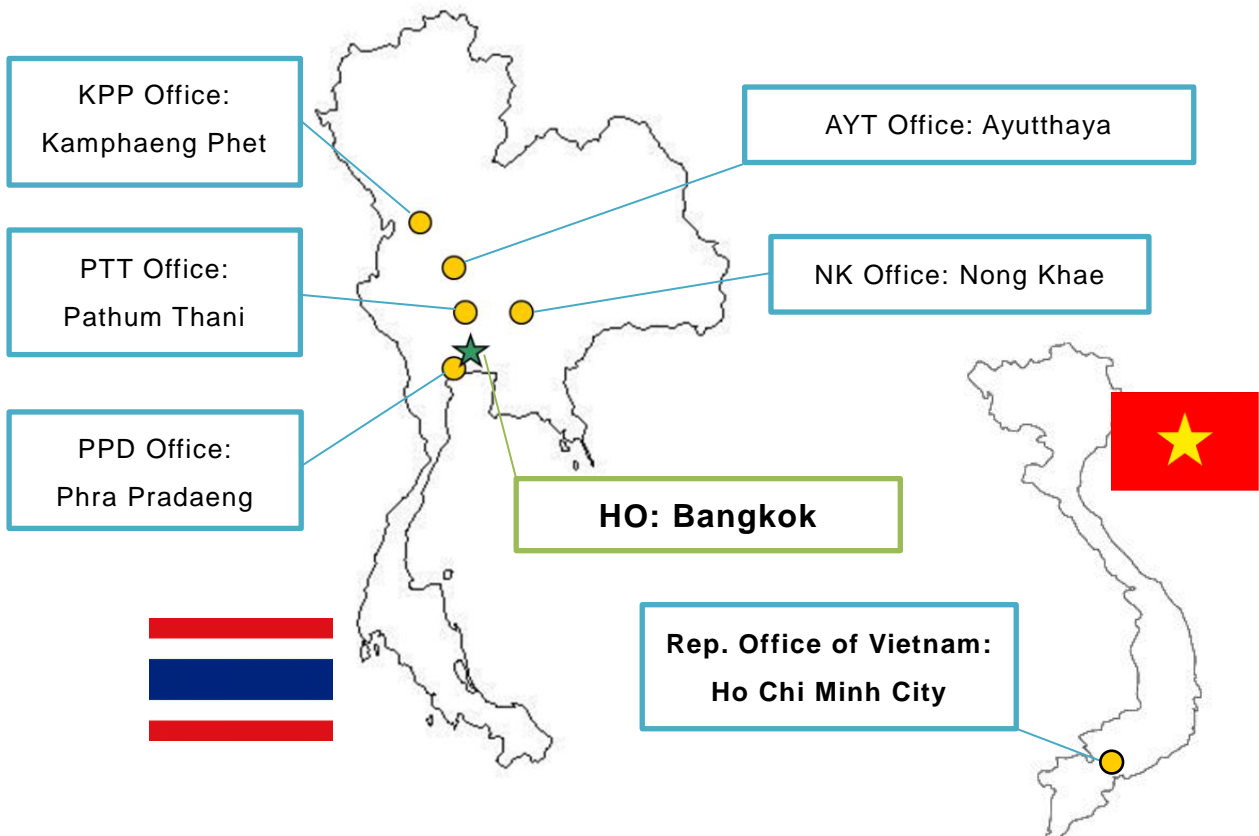 KPP Office:
Kamphaeng Phet
AYT Office: Ayutthaya
PTT Office:
Pathum Thani
NK Office: Nong Khae
PPD Office:
Phra Pradaeng
HO: Bangkok
Rep. Office of Vietnam:
Ho Chi Minh City